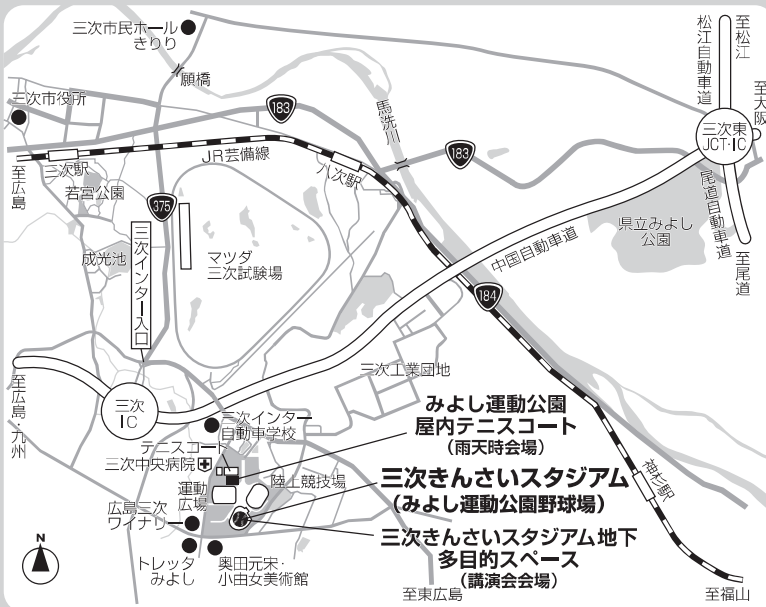 三次市民ホール
きりり
願橋
三次市役所
183
馬洗川
183
松江自動車道
至松江
至大阪
三次東
JCT・IC
尾道自動車道
至尾道
県立みよし
公園
至広島
三次駅
JR芸備線
八次駅
若宮公園
375
三次インター入口
成光池
マツダ
三次試験場
中国自動車道
184
三次工業団地
至広島・九州
三次
IC
三次インター
自動車学校
テニスコート
三次中央病院
運動
広場
陸上競技場
みよし運動公園
屋内テニスコート
(雨天時会場)
三次きんさいスタジアム
(みよし運動公園野球場)
三次きんさいスタジアム地下
多目的スペース
(講演会会場)
神杉駅
広島三次
ワイナリー
トレッタ
みよし
奥田元宋・
小由女美術館
至東広島
至福山
N